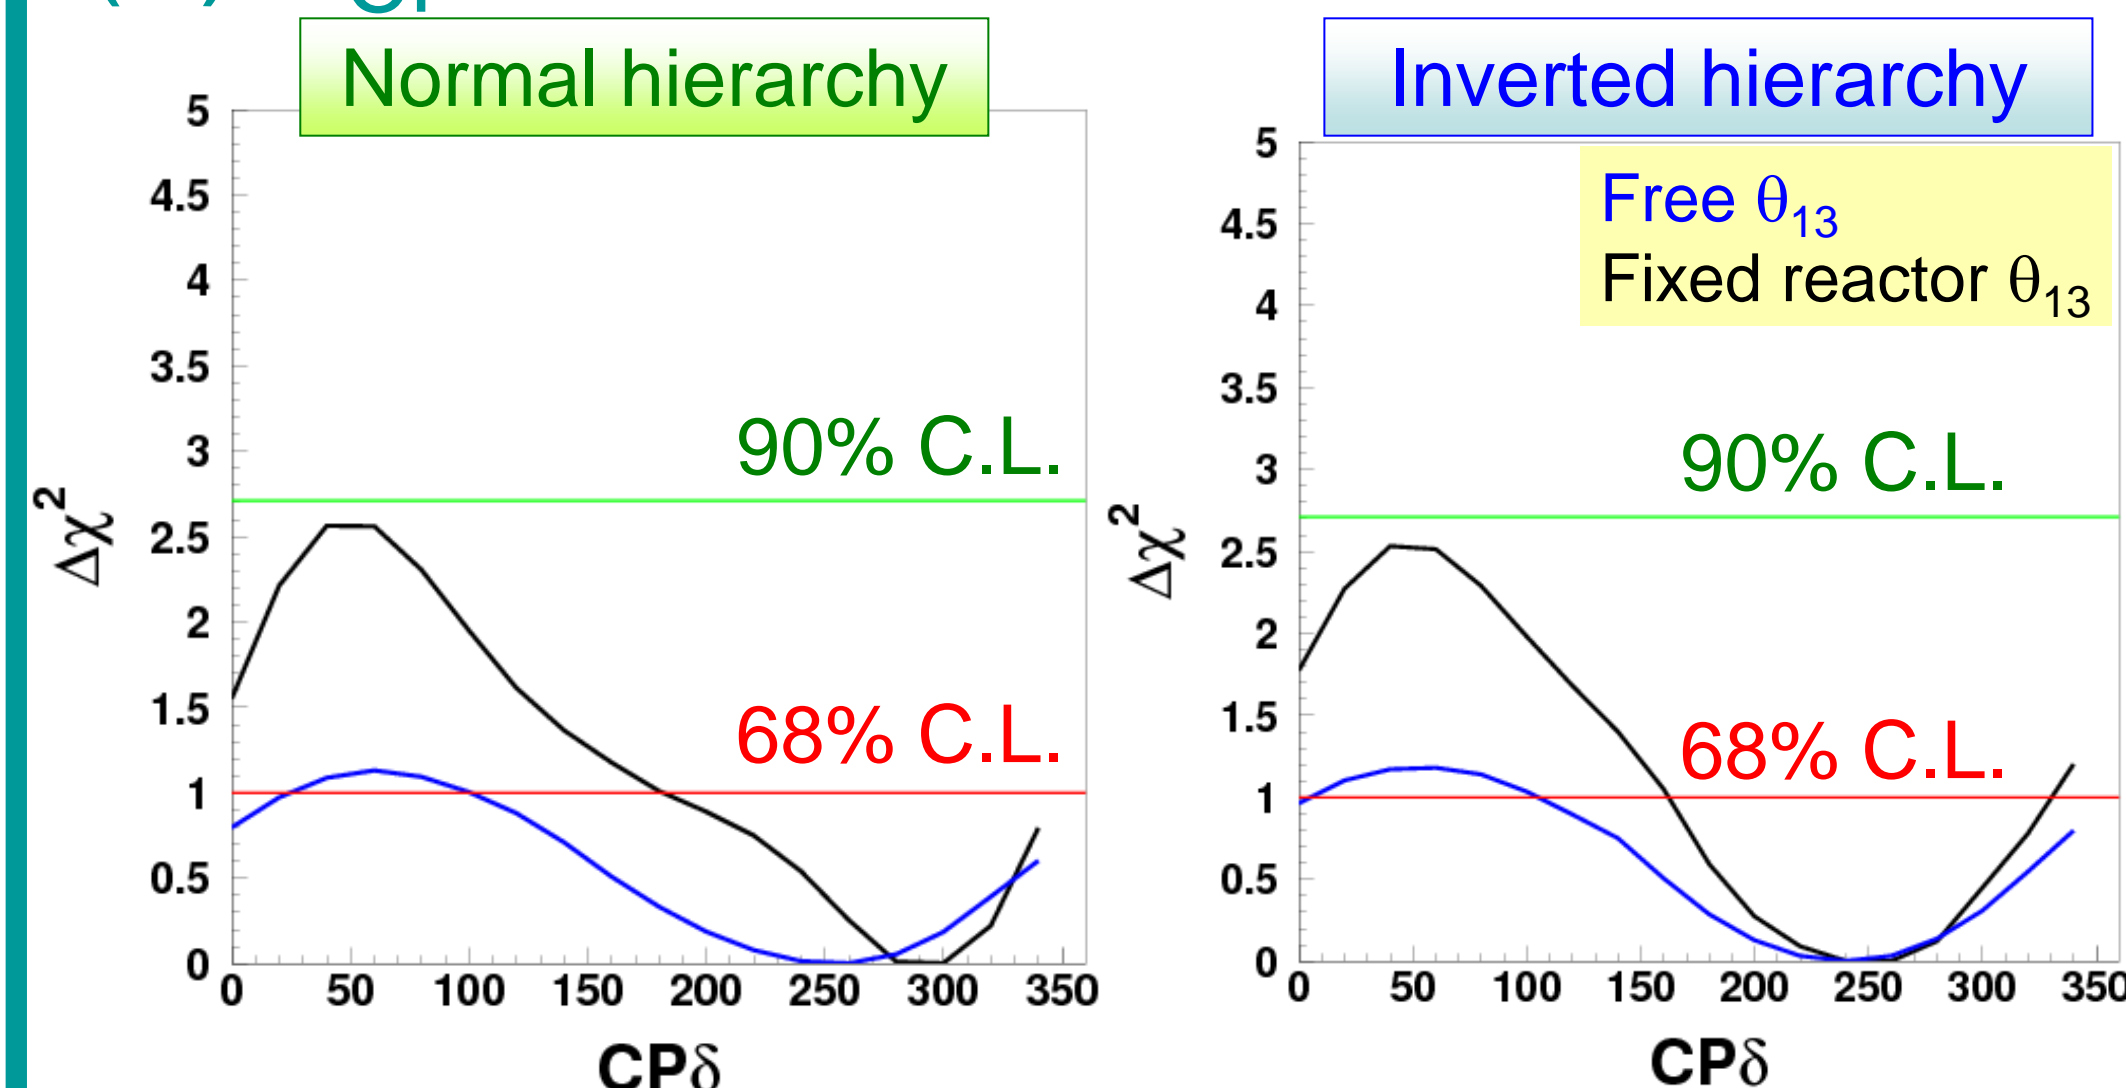 Normal hierarchy
5
4.5
4
3.5
3
2.5
2
1.5
1
0.5
0
Δχ²
90% C.L.
68% C.L.
0 50 100 150 200 250 300 350
CPδ
Inverted hierarchy
Free θ₁₃
Fixed reactor θ₁₃
5
4.5
4
3.5
3
2.5
2
1.5
1
0.5
0
Δχ²
90% C.L.
68% C.L.
0 50 100 150 200 250 300 350
CPδ